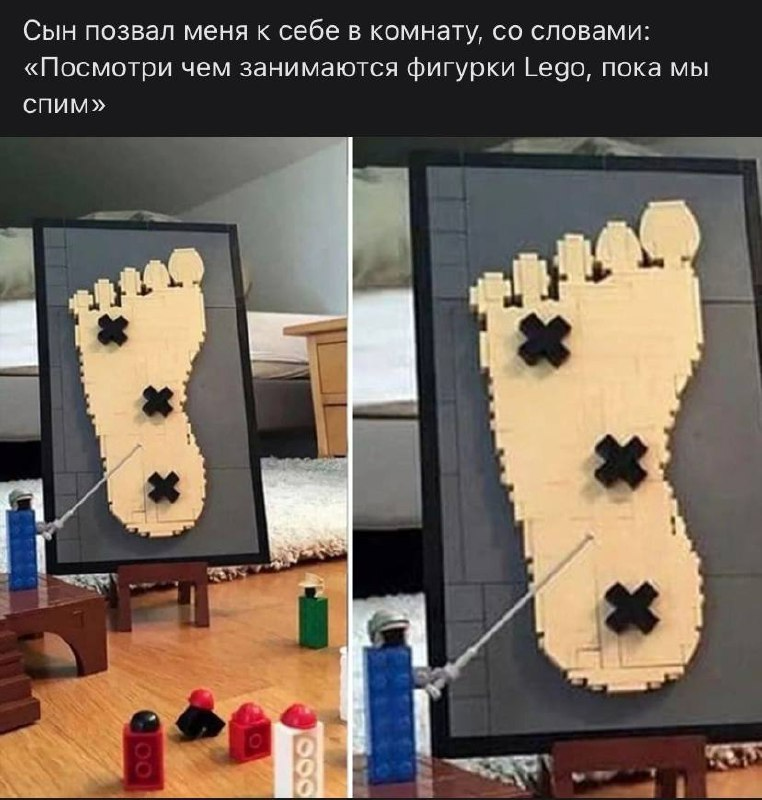 Сын позвал меня к себе в комнату, со словами:
«Посмотри чем занимаются фигурки Lego, пока мы
спим»